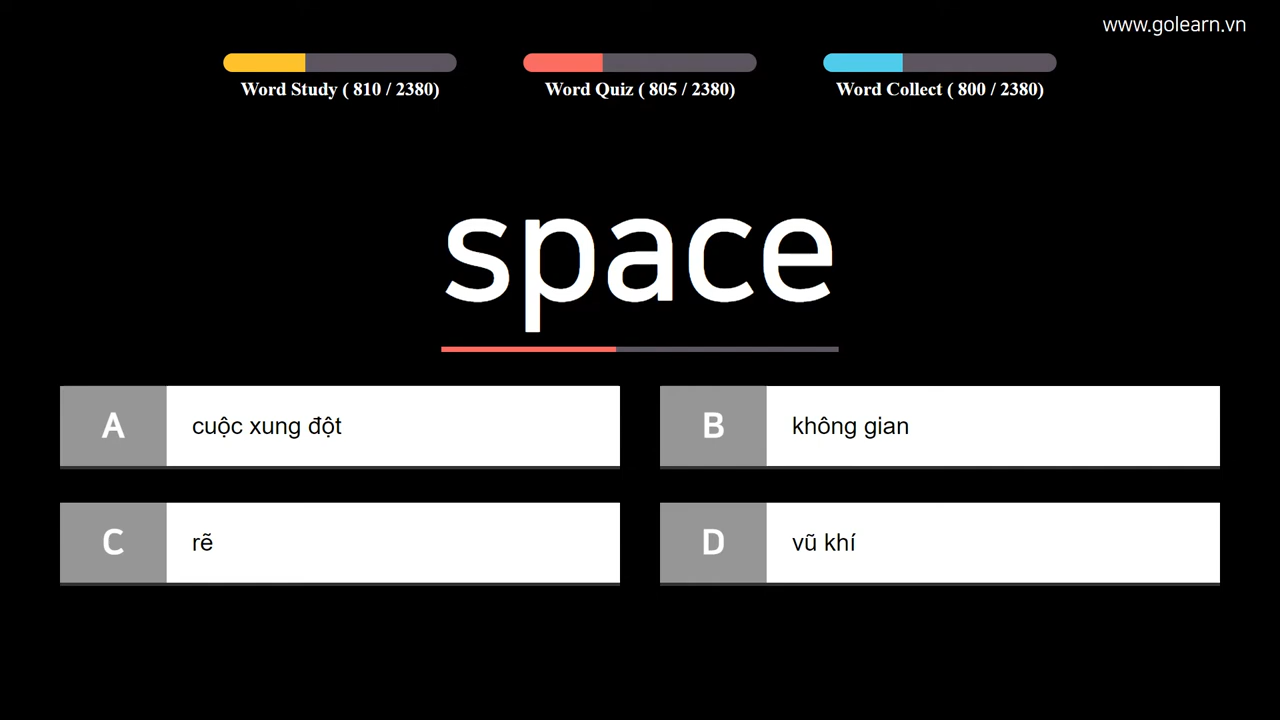 www.golearn.vn
Word Study ( 810 / 2380)
Word Quiz ( 805 / 2380)
Word Collect ( 800 / 2380)
space
A cuộc xung đột
B không gian
C rẽ
D vũ khí